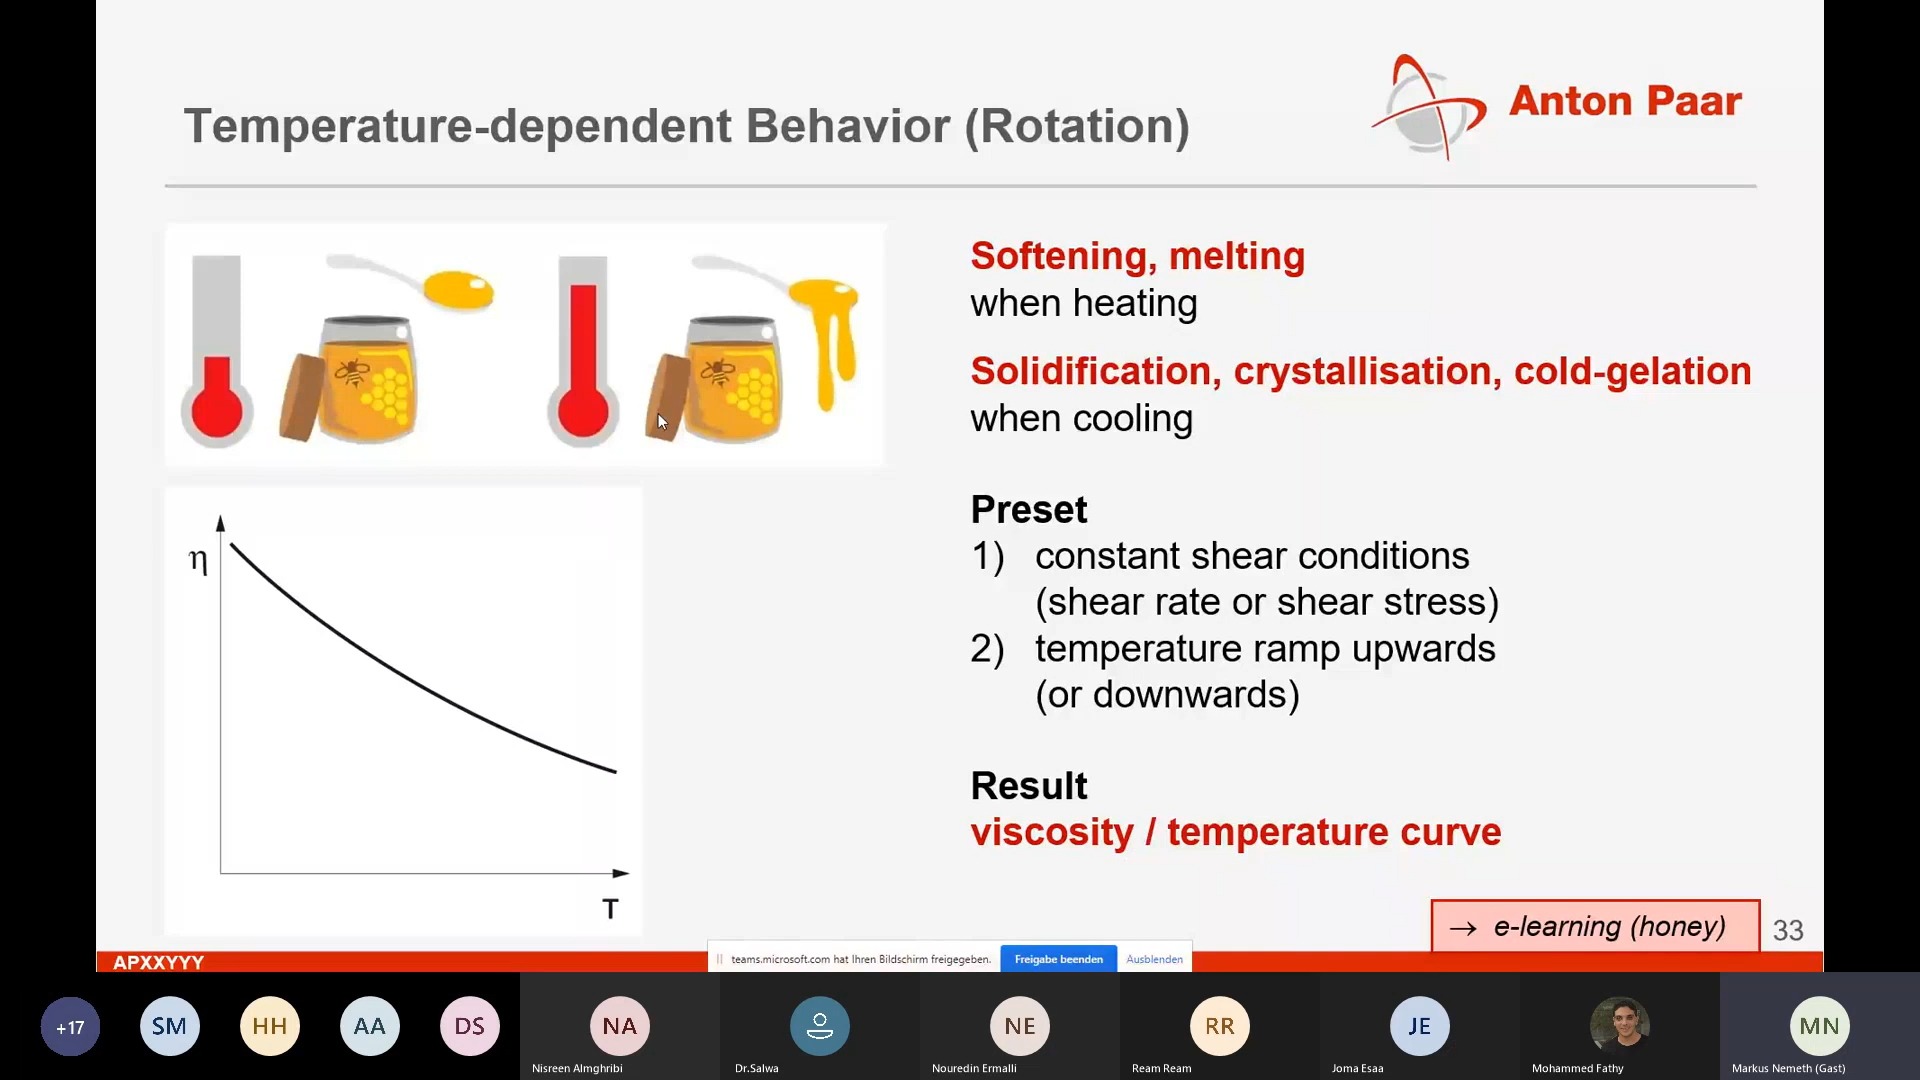 Temperature-dependent Behavior (Rotation)
Anton Paar
Softening, melting
when heating
Solidification, crystallisation, cold-gelation
when cooling
η
T
Preset
1) constant shear conditions
(shear rate or shear stress)
2) temperature ramp upwards
(or downwards)
Result
viscosity / temperature curve
→ e-learning (honey)
33
APXXYYY
teams.microsoft.com hat Ihren Bildschirm freigegeben.
Freigabe beenden
Ausblenden
+17
SM
HH
AA
DS
NA
NE
RR
JE
MN
Nisreen Almghribi
Dr.Salwa
Nouredin Ermalli
Ream Ream
Joma Esaa
Mohammed Fathy
Markus Nemeth (Gast)